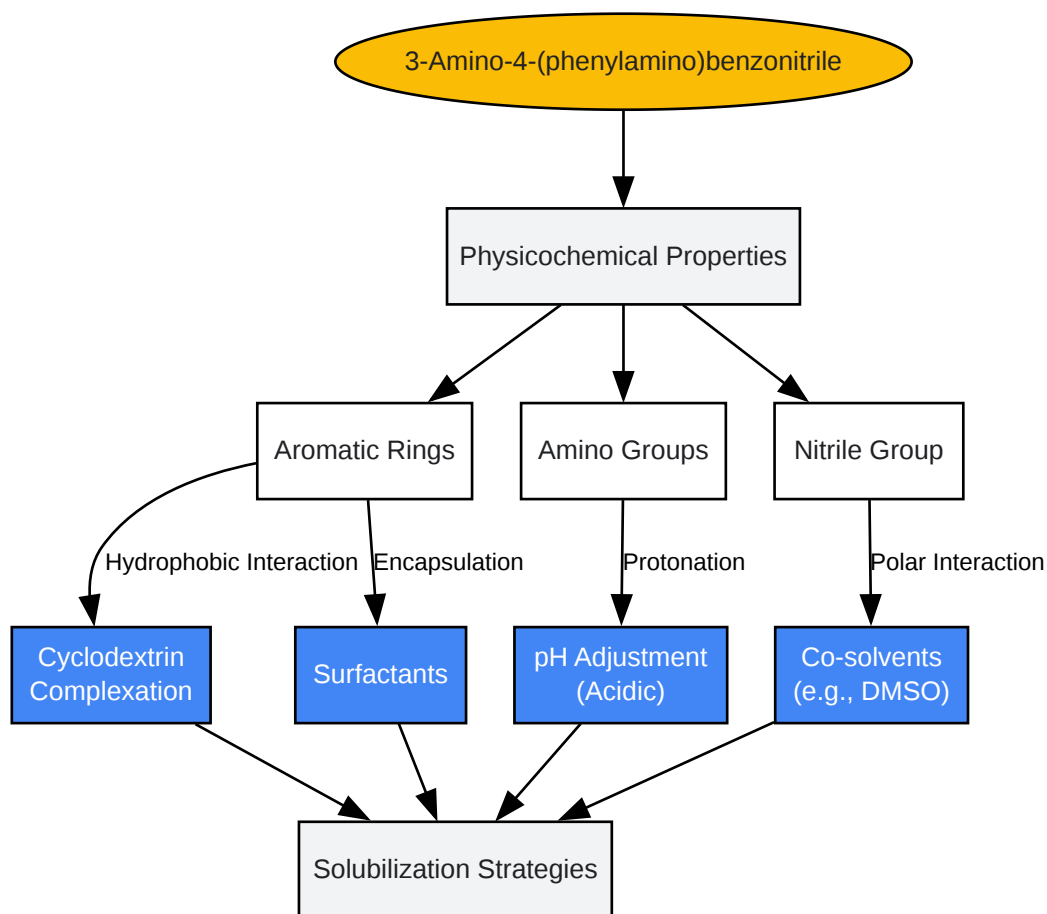 3-Amino-4-(phenylamino)benzonitrile
Physicochemical Properties
Aromatic Rings
Amino Groups
Nitrile Group
Hydrophobic Interaction
Encapsulation
Protonation
Polar Interaction
Cyclodextrin
Complexation
Surfactants
pH Adjustment
(Acidic)
Co-solvents
(e.g., DMSO)
Solubilization Strategies